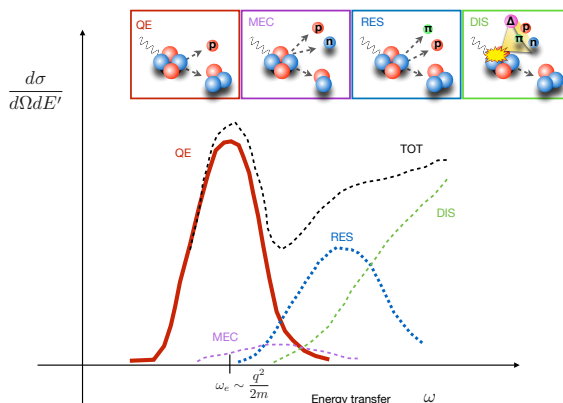 QE MEC RES DIS
p p n π p n Δ p π n
dσ
dΩdE′
QE
TOT
DIS
RES
MEC
ωₑ ∼ q²
2m
Energy transfer ω